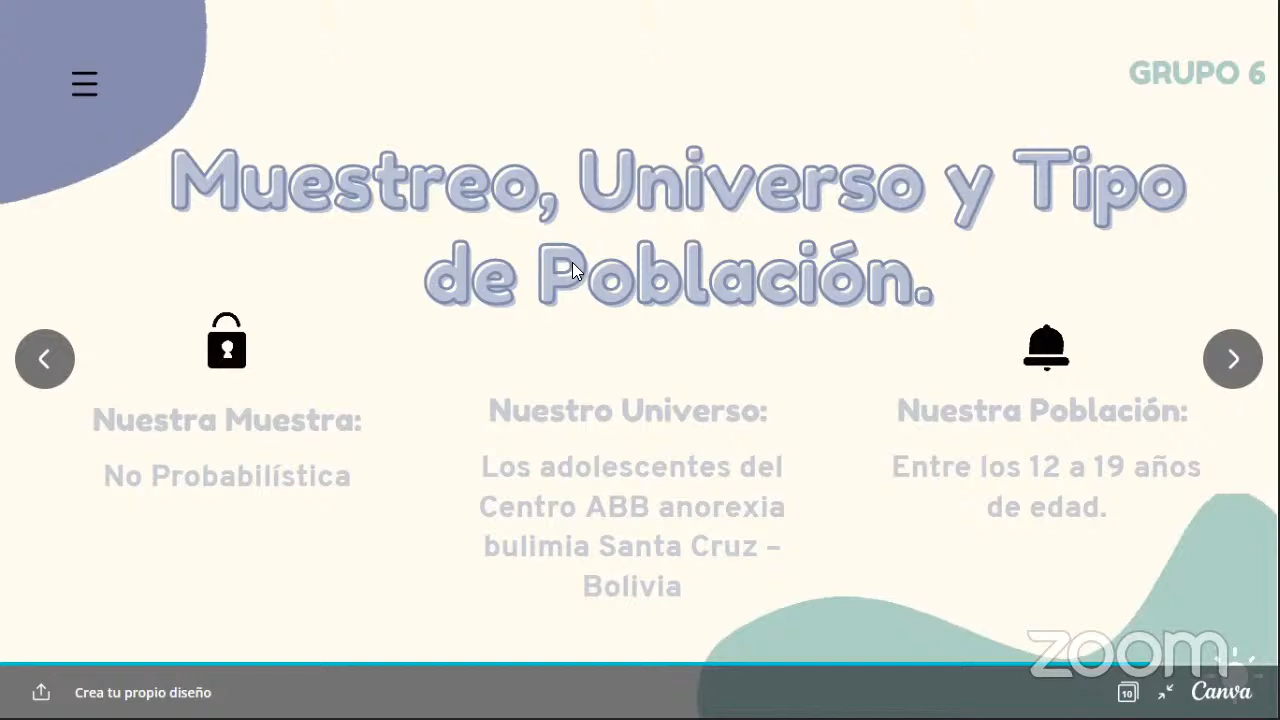 GRUPO 6
Muestreo, Universo y Tipo
de Población.
Nuestra Muestra:
No Probabilística
Nuestro Universo:
Los adolescentes del
Centro ABB anorexia
bulimia Santa Cruz –
Bolivia
Nuestra Población:
Entre los 12 a 19 años
de edad.
zoom
Crea tu propio diseño
10
Canva